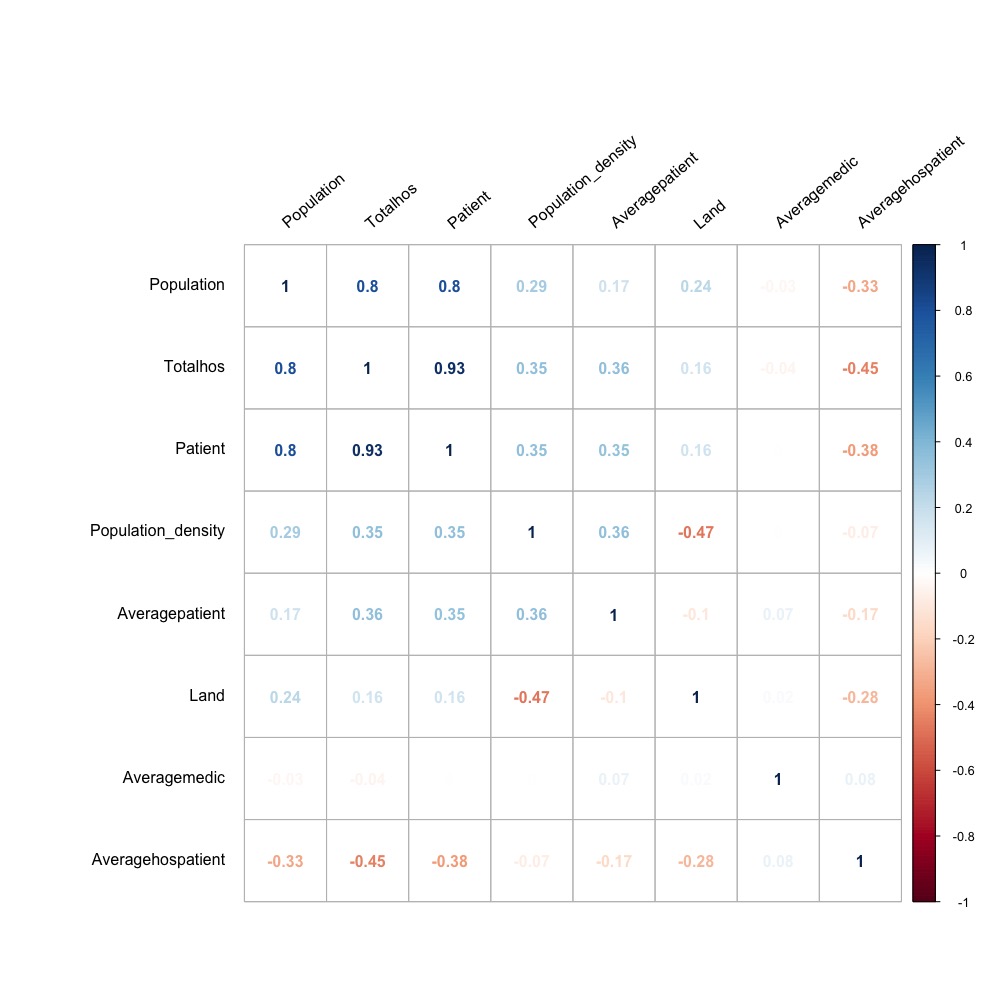 Population Totalhos Patient Population_density Averagepatient Land Averagemedic Averagehospatient
Population 1 0.8 0.8 0.29 0.17 0.24 -0.03 -0.33 1
0.8
Totalhos 0.8 1 0.93 0.35 0.36 0.16 -0.04 -0.45
0.6
Patient 0.8 0.93 1 0.35 0.35 0.16 -0.38
0.4
0.2
Population_density 0.29 0.35 0.35 1 0.36 -0.47 -0.07
0
Averagepatient 0.17 0.36 0.35 0.36 1 -0.1 0.07 -0.17
-0.2
Land 0.24 0.16 0.16 -0.47 -0.1 1 0.02 -0.28
-0.4
-0.6
Averagemedic -0.03 -0.04 0.07 0.02 1 0.08
-0.8
Averagehospatient -0.33 -0.45 -0.38 -0.07 -0.17 -0.28 0.08 1
-1